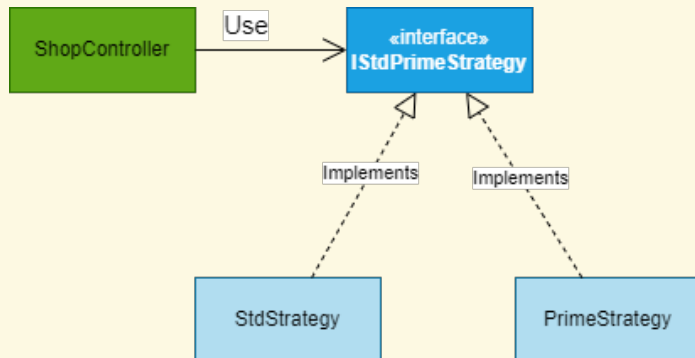 Use
ShopController
«interface»
IStdPrimeStrategy
Implements
Implements
StdStrategy
PrimeStrategy